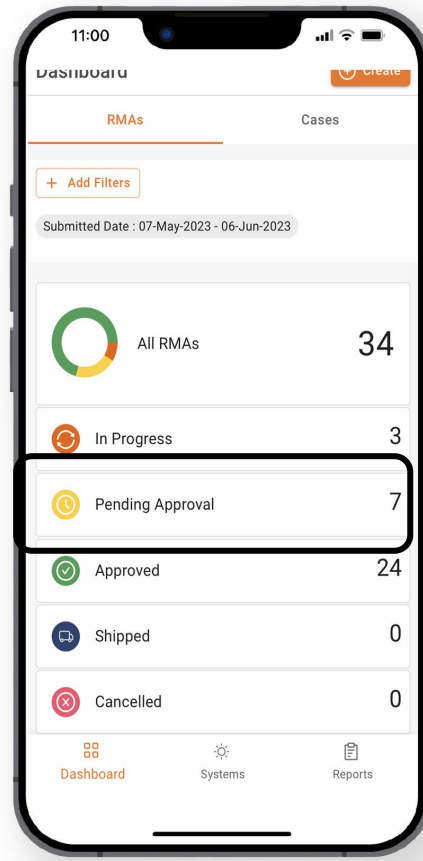 11:00
Dashboard
Create
RMAs
Cases
+ Add Filters
Submitted Date : 07-May-2023 - 06-Jun-2023
All RMAs
34
In Progress
3
Pending Approval
7
Approved
24
Shipped
0
Cancelled
0
Dashboard
Systems
Reports